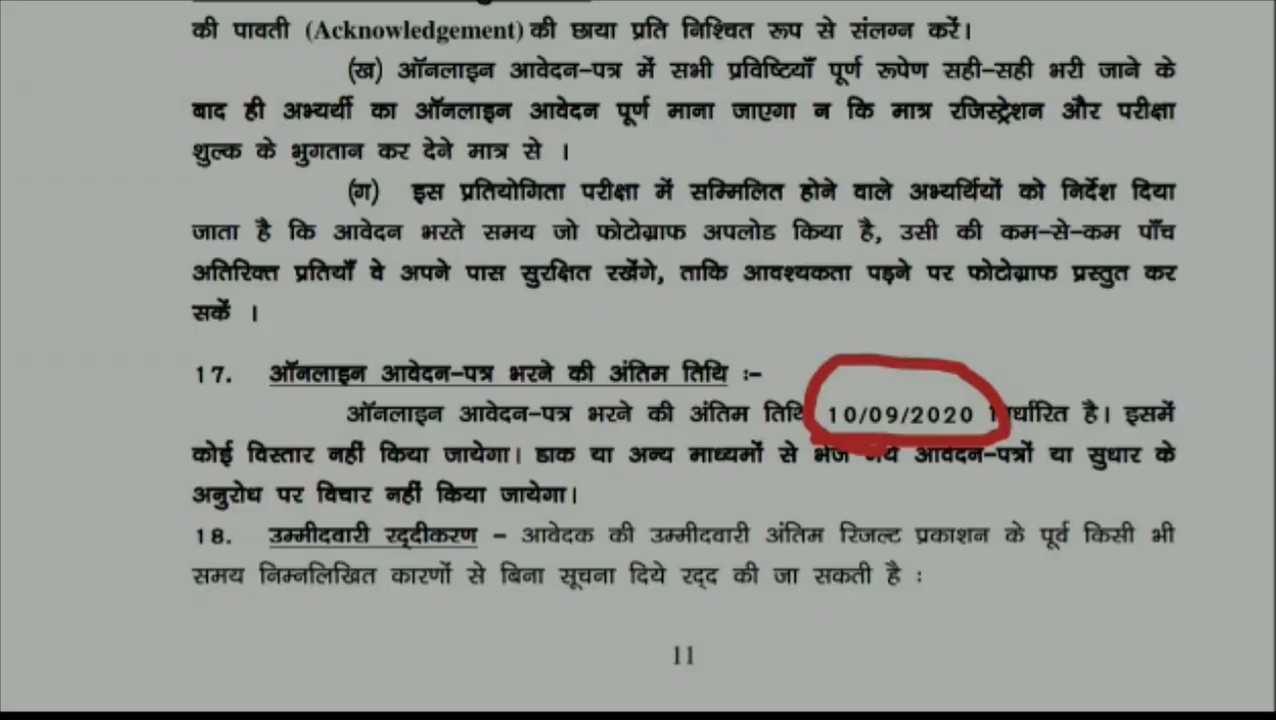 की पावती (Acknowledgement) की छाया प्रति निश्चित रूप से संलग्न करें।
(ख) ऑनलाइन आवेदन-पत्र में सभी प्रविष्टियाँ पूर्ण रूपेण सही-सही भरी जाने के
बाद ही अभ्यर्थी का ऑनलाइन आवेदन पूर्ण माना जाएगा न कि मात्र रजिस्ट्रेशन और परीक्षा
शुल्क के भुगतान कर देने मात्र से ।
(ग) इस प्रतियोगिता परीक्षा में सम्मिलित होने वाले अभ्यर्थियों को निर्देश दिया
जाता है कि आवेदन भरते समय जो फोटोग्राफ अपलोड किया है, उसी की कम-से-कम पाँच
अतिरिक्त प्रतियाँ वे अपने पास सुरक्षित रखेंगे, ताकि आवश्यकता पड़ने पर फोटोग्राफ प्रस्तुत कर
सकें ।
17. ऑनलाइन आवेदन-पत्र भरने की अंतिम तिथि :-
ऑनलाइन आवेदन-पत्र भरने की अंतिम तिथि 10/09/2020 निर्धारित है। इसमें
कोई विस्तार नहीं किया जायेगा। डाक या अन्य माध्यमों से भेजे गये आवेदन-पत्रों या सुधार के
अनुरोध पर विचार नहीं किया जायेगा।
18. उम्मीदवारी रद्दीकरण - आवेदक की उम्मीदवारी अंतिम रिजल्ट प्रकाशन के पूर्व किसी भी
समय निम्नलिखित कारणों से बिना सूचना दिये रद्द की जा सकती है :
11